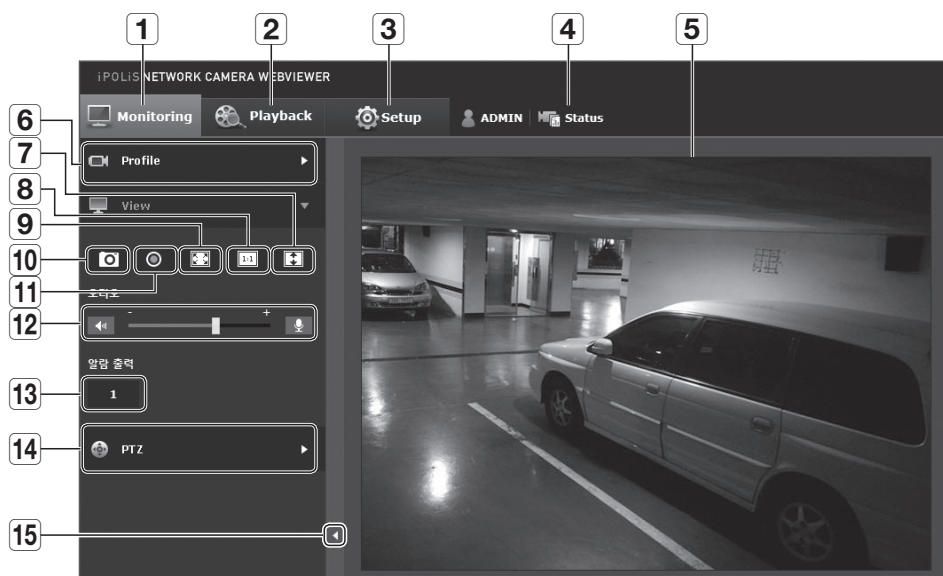 1 2 3 4 5
iPOLiS NETWORK CAMERA WEBVIEWER
Monitoring Playback Setup ADMIN Status
6 Profile
7
8 View
9
10 1:1
11
오디오
12 - +
알람 출력
13 1
14 PTZ
15